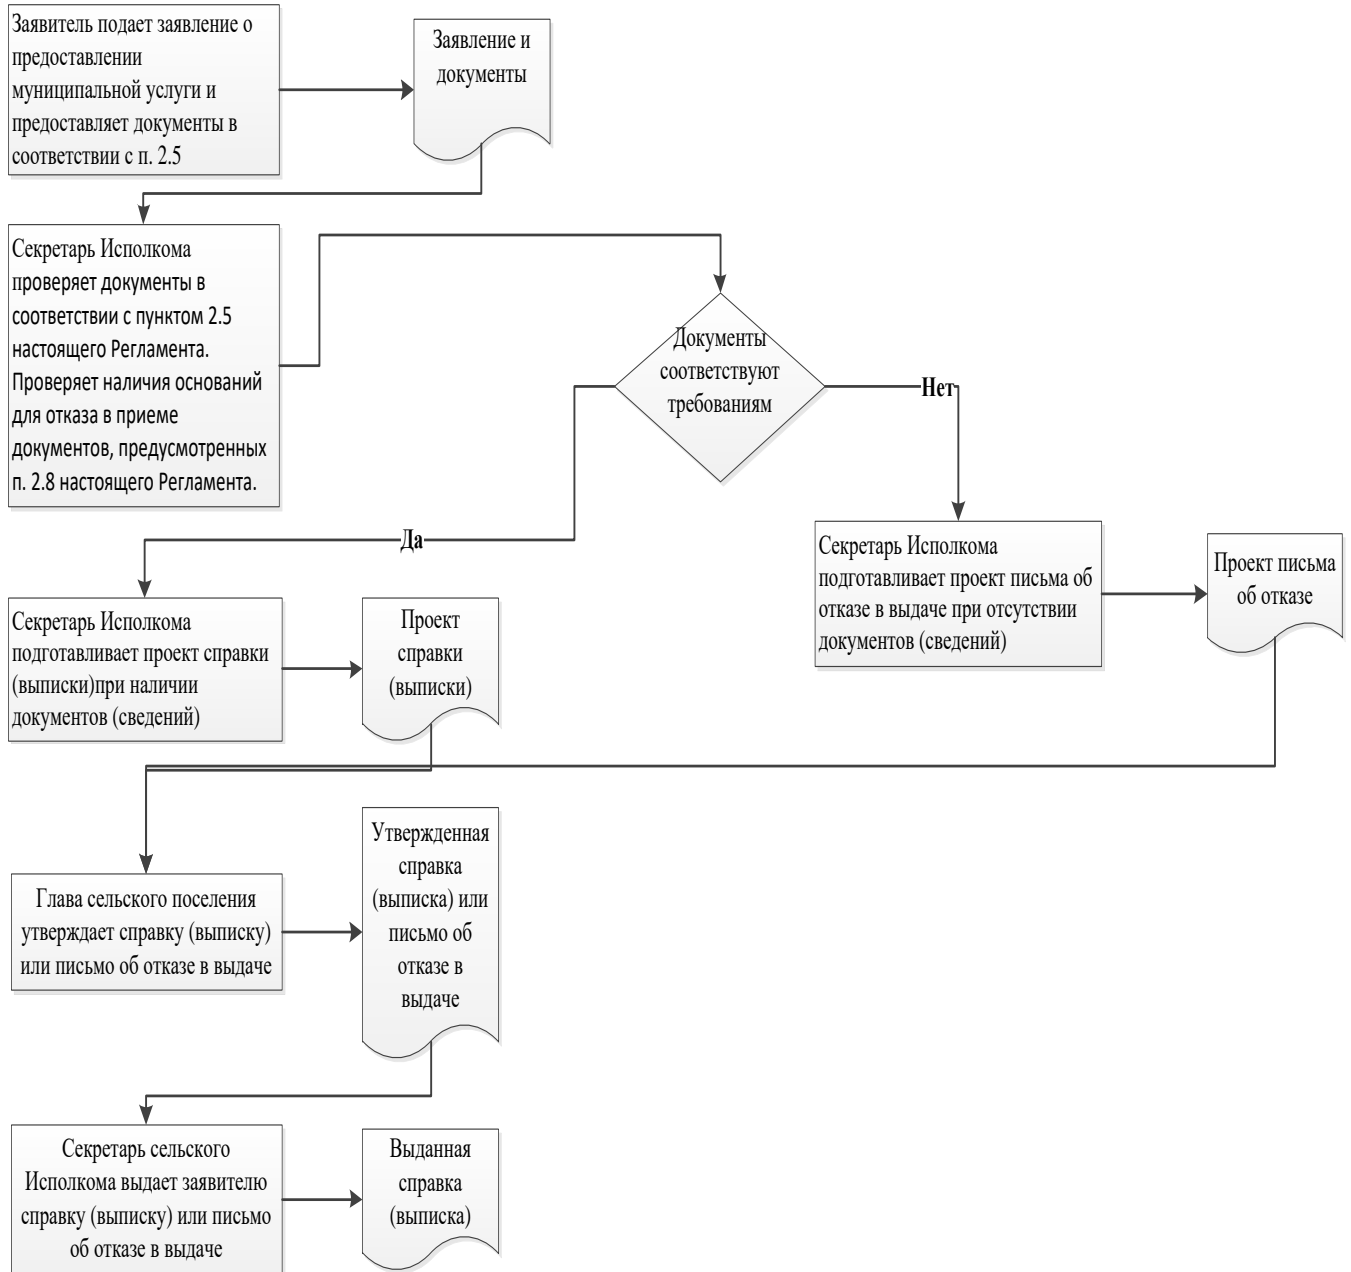 Заявитель подает заявление о
предоставлении
муниципальной услуги и
предоставляет документы в
соответствии с п. 2.5
Заявление и
документы
Секретарь Исполкома
проверяет документы в
соответствии с пунктом 2.5
настоящего Регламента.
Проверяет наличия оснований
для отказа в приеме
документов, предусмотренных
п. 2.8 настоящего Регламента.
Документы
соответствуют
требованиям
Нет
Да
Секретарь Исполкома
подготавливает проект письма об
отказе в выдаче при отсутствии
документов (сведений)
Проект письма
об отказе
Секретарь Исполкома
подготавливает проект справки
(выписки)при наличии
документов (сведений)
Проект
справки
(выписки)
Глава сельского поселения
утверждает справку (выписку)
или письмо об отказе в выдаче
Утвержденная
справка
(выписка) или
письмо об
отказе в
выдаче
Секретарь сельского
Исполкома выдает заявителю
справку (выписку) или письмо
об отказе в выдаче
Выданная
справка
(выписка)